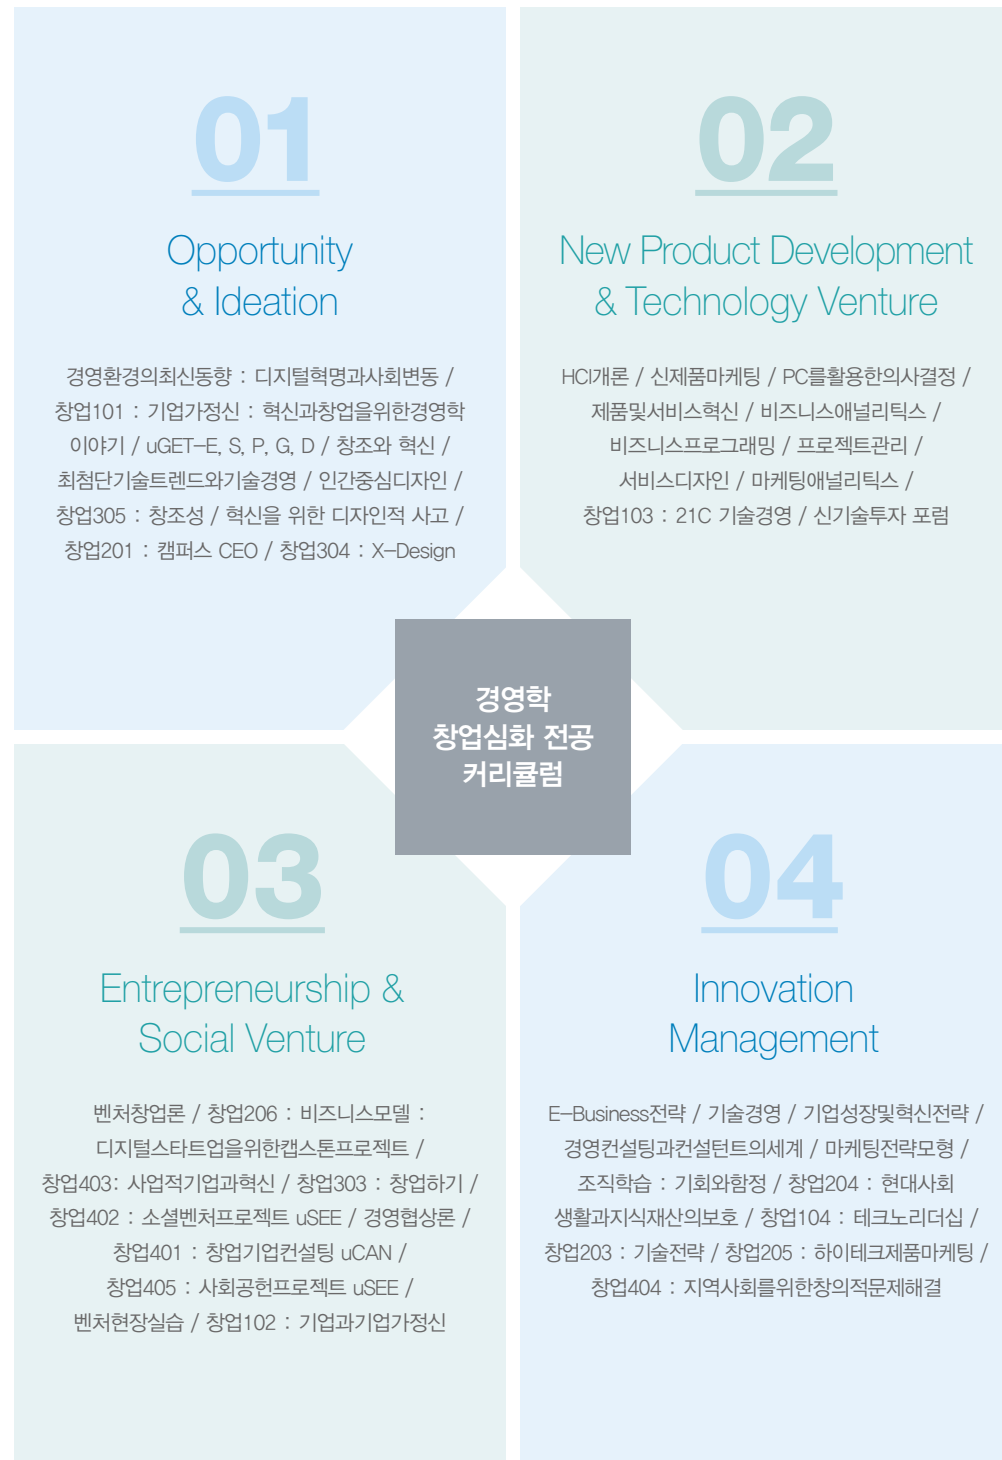 01
Opportunity
& Ideation
경영환경의최신동향 : 디지털혁명과사회변동 /
창업101 : 기업가정신 : 혁신과창업을위한경영학
이야기 / uGET-E, S, P, G, D / 창조와 혁신 /
최첨단기술트렌드와기술경영 / 인간중심디자인 /
창업305 : 창조성 / 혁신을 위한 디자인적 사고 /
창업201 : 캠퍼스 CEO / 창업304 : X-Design
02
New Product Development
& Technology Venture
HCI개론 / 신제품마케팅 / PC를활용한의사결정 /
제품및서비스혁신 / 비즈니스애널리틱스 /
비즈니스프로그래밍 / 프로젝트관리 /
서비스디자인 / 마케팅애널리틱스 /
창업103 : 21C 기술경영 / 신기술투자 포럼
경영학
창업심화 전공
커리큘럼
03
Entrepreneurship &
Social Venture
벤처창업론 / 창업206 : 비즈니스모델 :
디지털스타트업을위한캡스톤프로젝트 /
창업403: 사업적기업과혁신 / 창업303 : 창업하기 /
창업402 : 소셜벤처프로젝트 uSEE / 경영협상론 /
창업401 : 창업기업컨설팅 uCAN /
창업405 : 사회공헌프로젝트 uSEE /
벤처현장실습 / 창업102 : 기업과기업가정신
04
Innovation
Management
E-Business전략 / 기술경영 / 기업성장및혁신전략 /
경영컨설팅과컨설턴트의세계 / 마케팅전략모형 /
조직학습 : 기회와함정 / 창업204 : 현대사회
생활과지식재산의보호 / 창업104 : 테크노리더십 /
창업203 : 기술전략 / 창업205 : 하이테크제품마케팅 /
창업404 : 지역사회를위한창의적문제해결